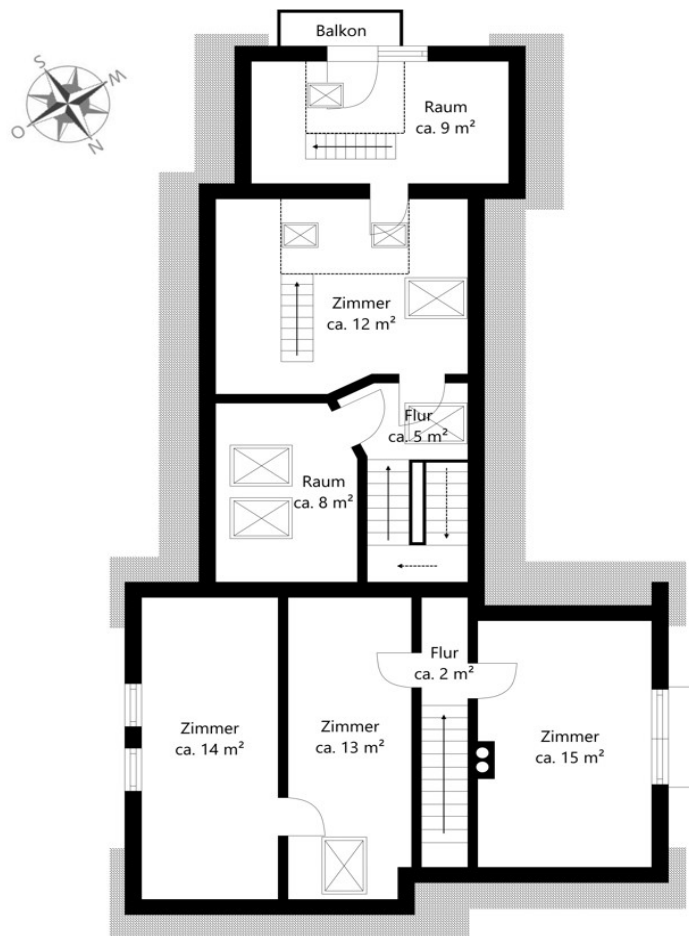 Balkon
S
W
O
N
Raum
ca. 9 m²
Zimmer
ca. 12 m²
Flur
ca. 5 m²
Raum
ca. 8 m²
Flur
ca. 2 m²
Zimmer
ca. 14 m²
Zimmer
ca. 13 m²
Zimmer
ca. 15 m²